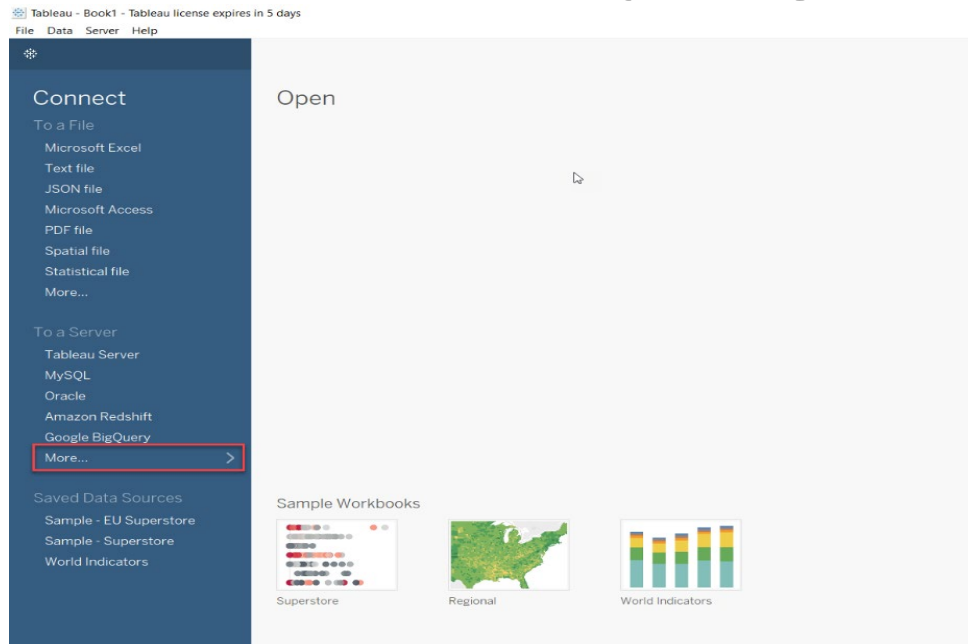 Tableau - Book1 - Tableau license expires in 5 days
File Data Server Help
Connect
To a File
Microsoft Excel
Text file
JSON file
Microsoft Access
PDF file
Spatial file
Statistical file
More...
To a Server
Tableau Server
MySQL
Oracle
Amazon Redshift
Google BigQuery
More...
Saved Data Sources
Sample - EU Superstore
Sample - Superstore
World Indicators
Open
Sample Workbooks
Superstore
Regional
World Indicators